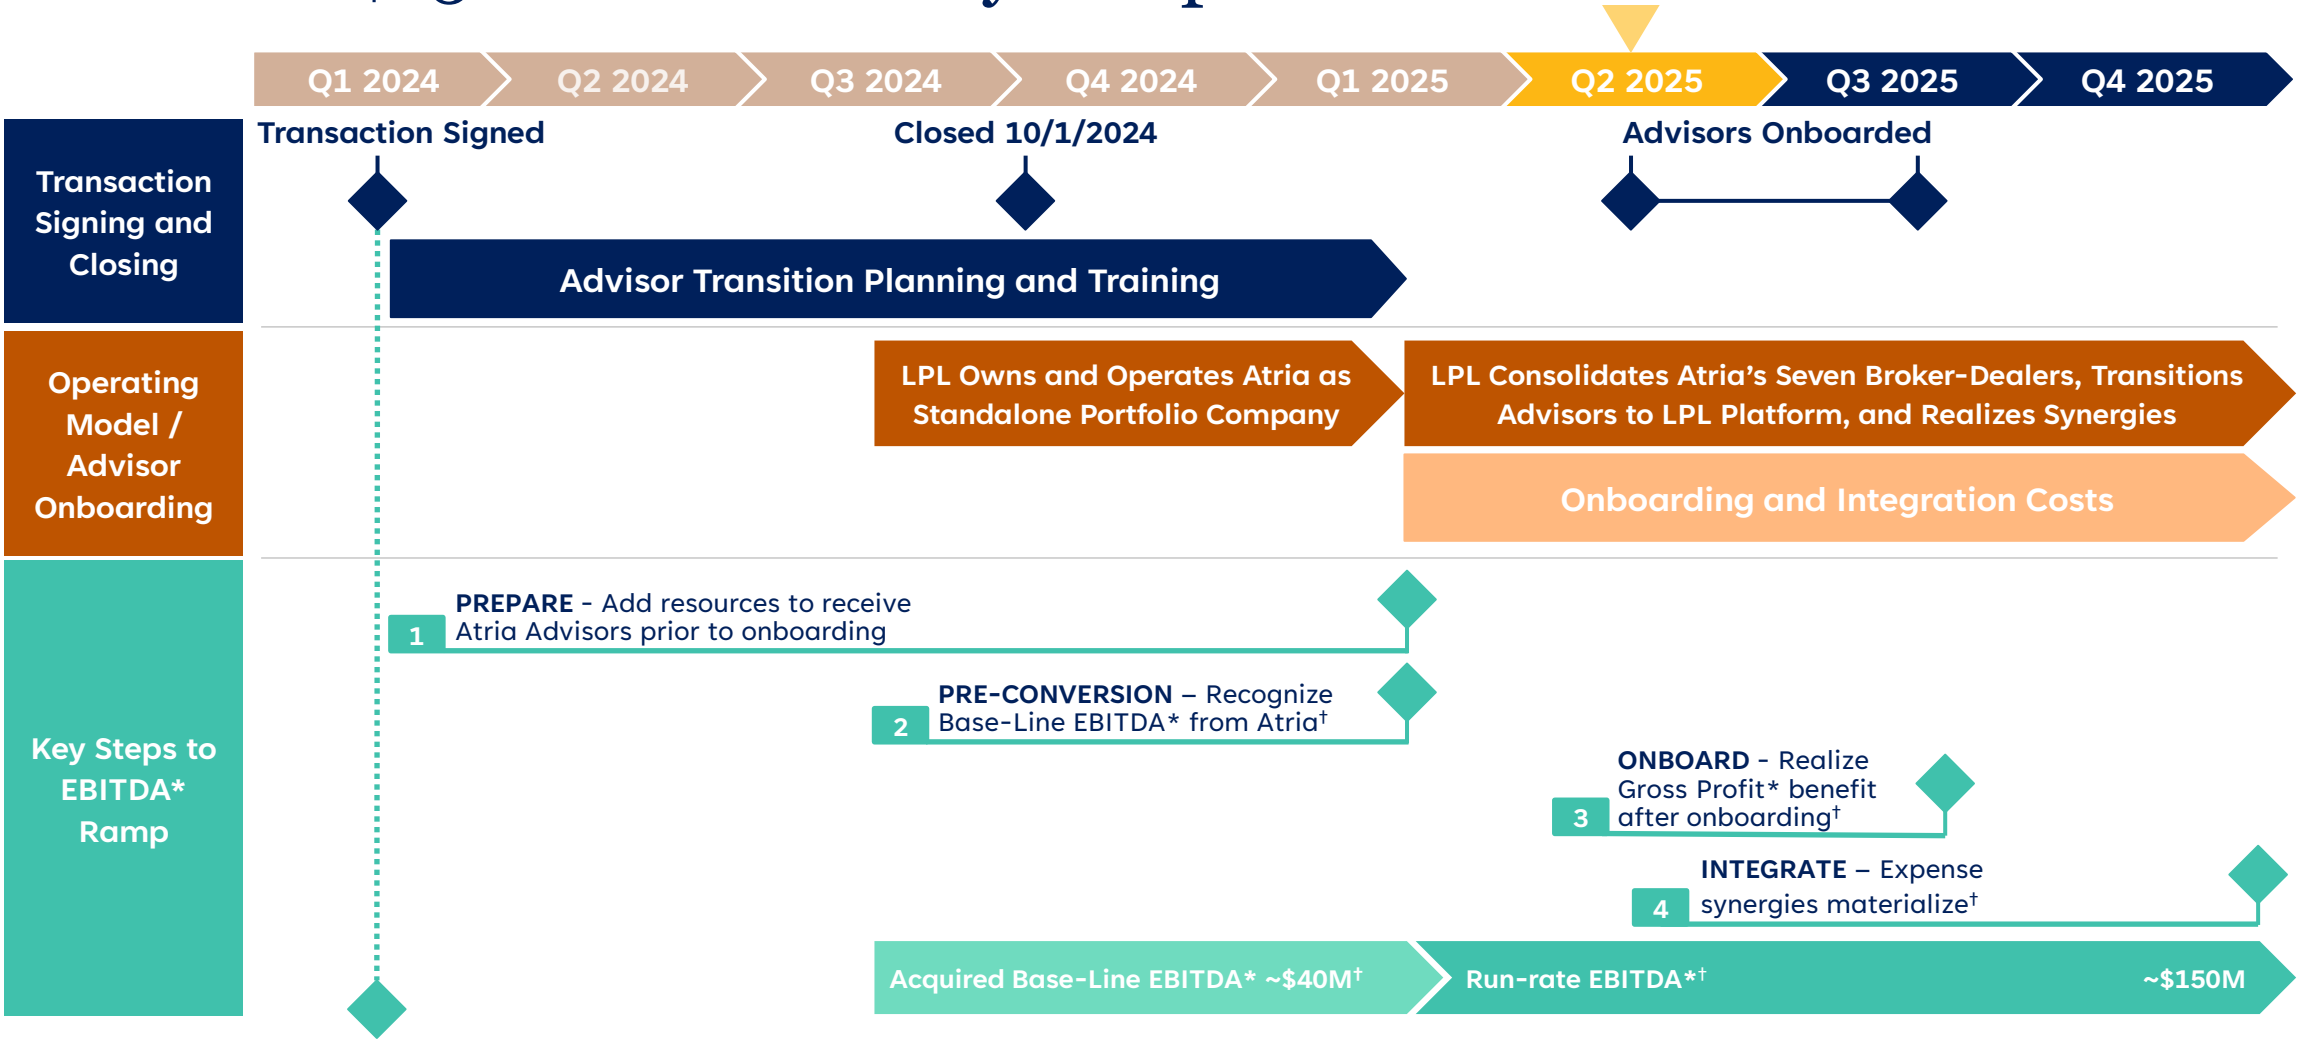 Q1 2024
Q2 2024
Q3 2024
Q4 2024
Q1 2025
Q2 2025
Q3 2025
Q4 2025
Transaction
Signing and
Closing
Transaction Signed
Closed 10/1/2024
Advisors Onboarded
Advisor Transition Planning and Training
Operating
Model /
Advisor
Onboarding
LPL Owns and Operates Atria as
Standalone Portfolio Company
LPL Consolidates Atria’s Seven Broker-Dealers, Transitions
Advisors to LPL Platform, and Realizes Synergies
Onboarding and Integration Costs
Key Steps to
EBITDA*
Ramp
1
PREPARE - Add resources to receive
Atria Advisors prior to onboarding
2
PRE-CONVERSION – Recognize
Base-Line EBITDA* from Atria†
3
ONBOARD - Realize
Gross Profit* benefit
after onboarding†
4
INTEGRATE – Expense
synergies materialize†
Acquired Base-Line EBITDA* ~$40M†
Run-rate EBITDA*† ~$150M